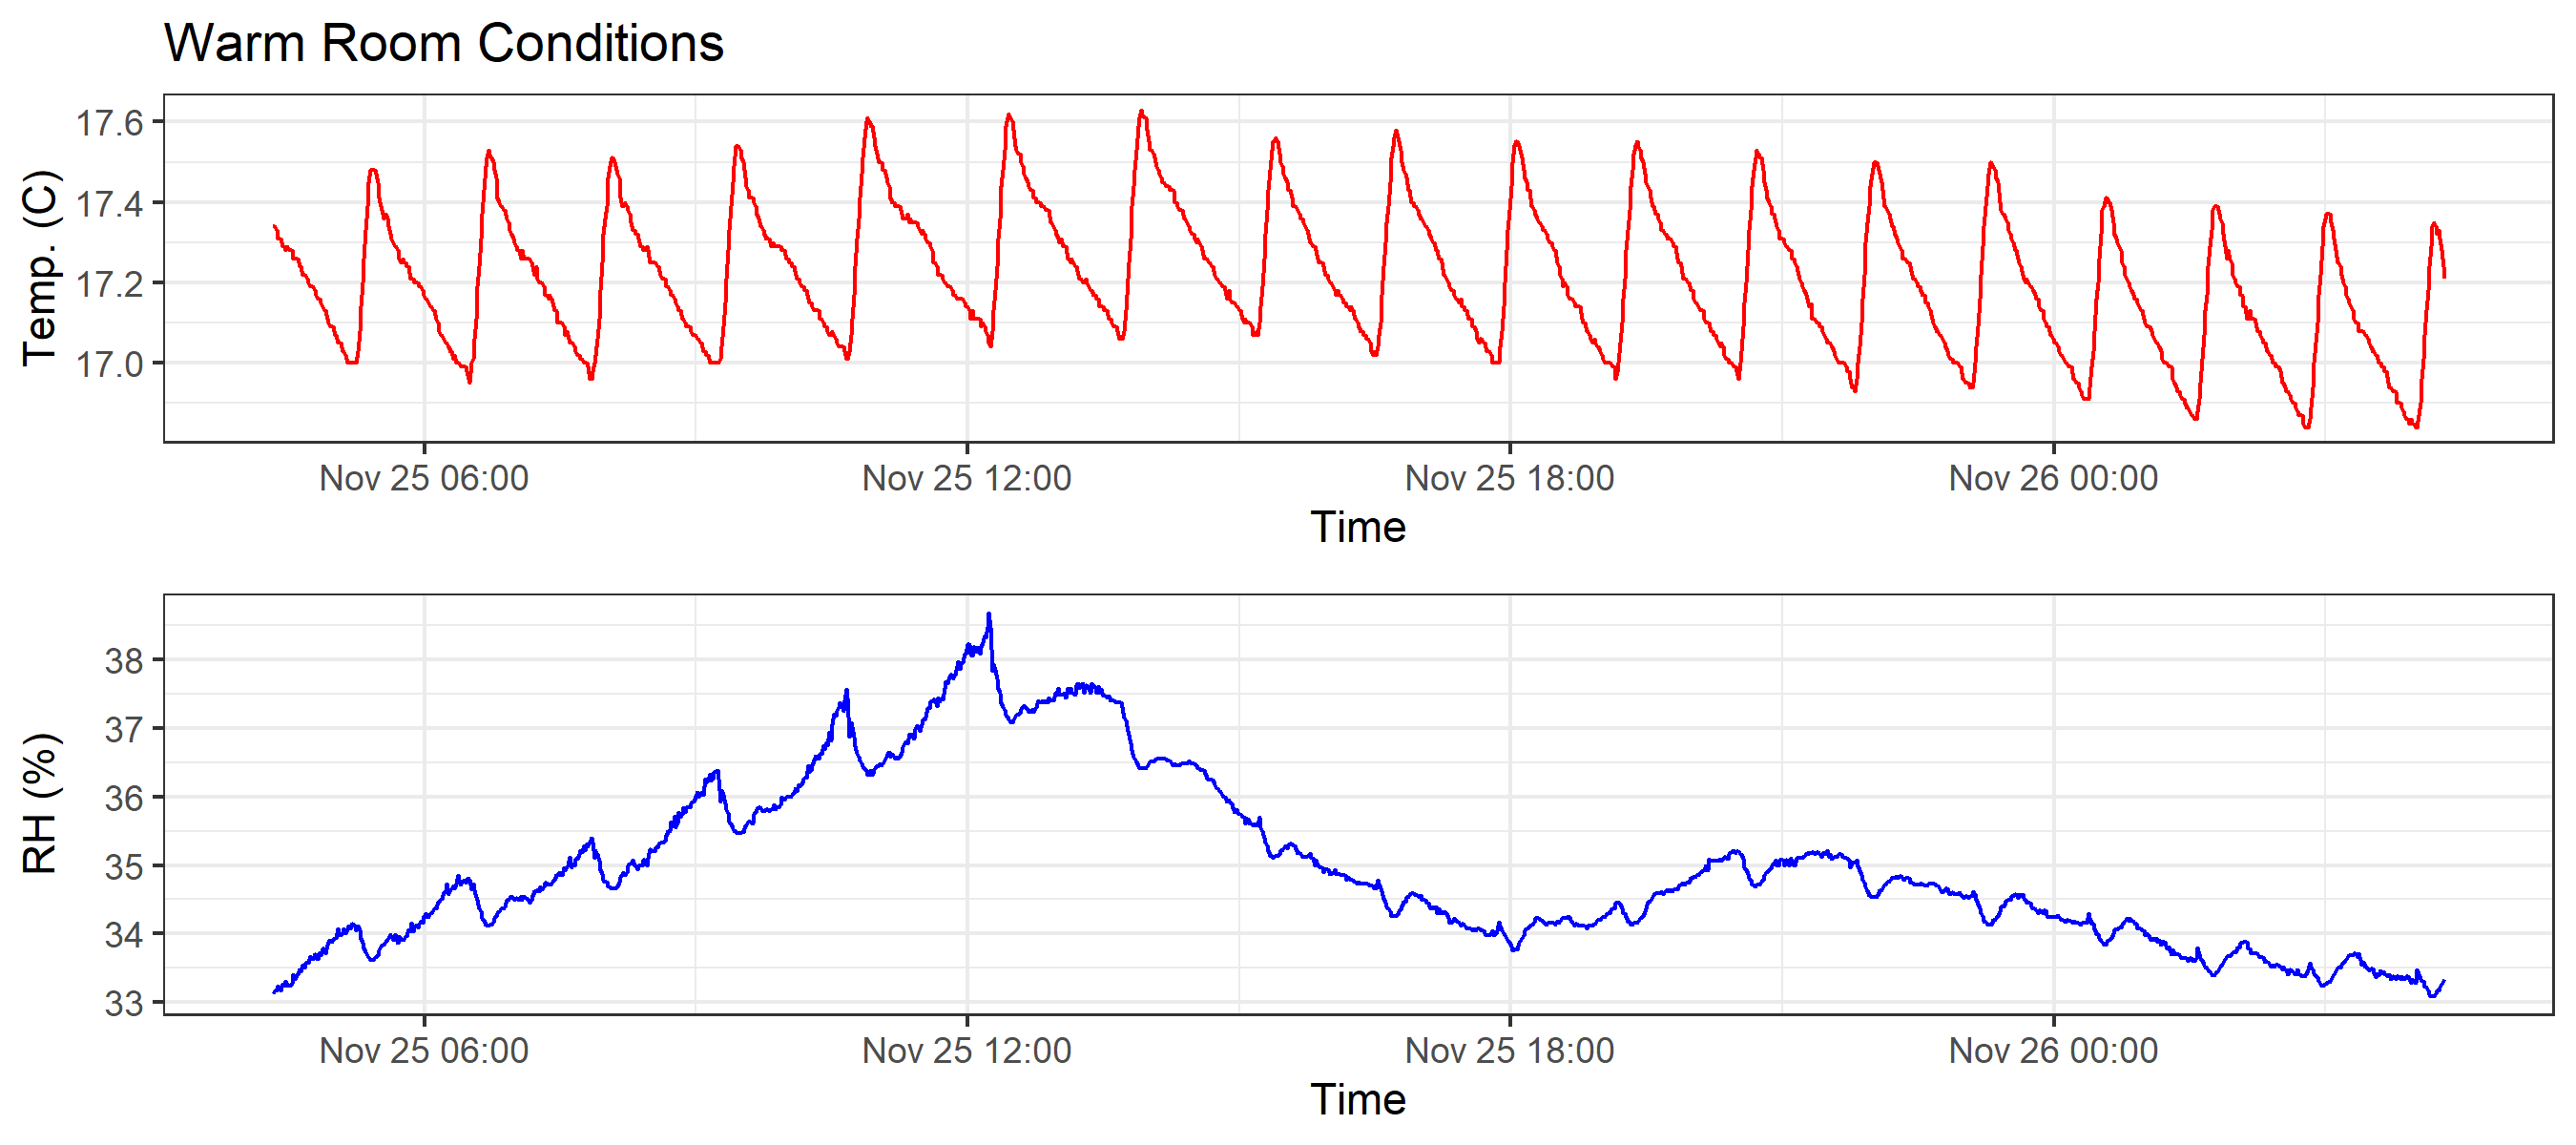 Warm Room Conditions
Temp. (C)
17.6
17.4
17.2
17.0
Nov 25 06:00 Nov 25 12:00 Nov 25 18:00 Nov 26 00:00
Time
RH (%)
38
37
36
35
34
33
Nov 25 06:00 Nov 25 12:00 Nov 25 18:00 Nov 26 00:00
Time